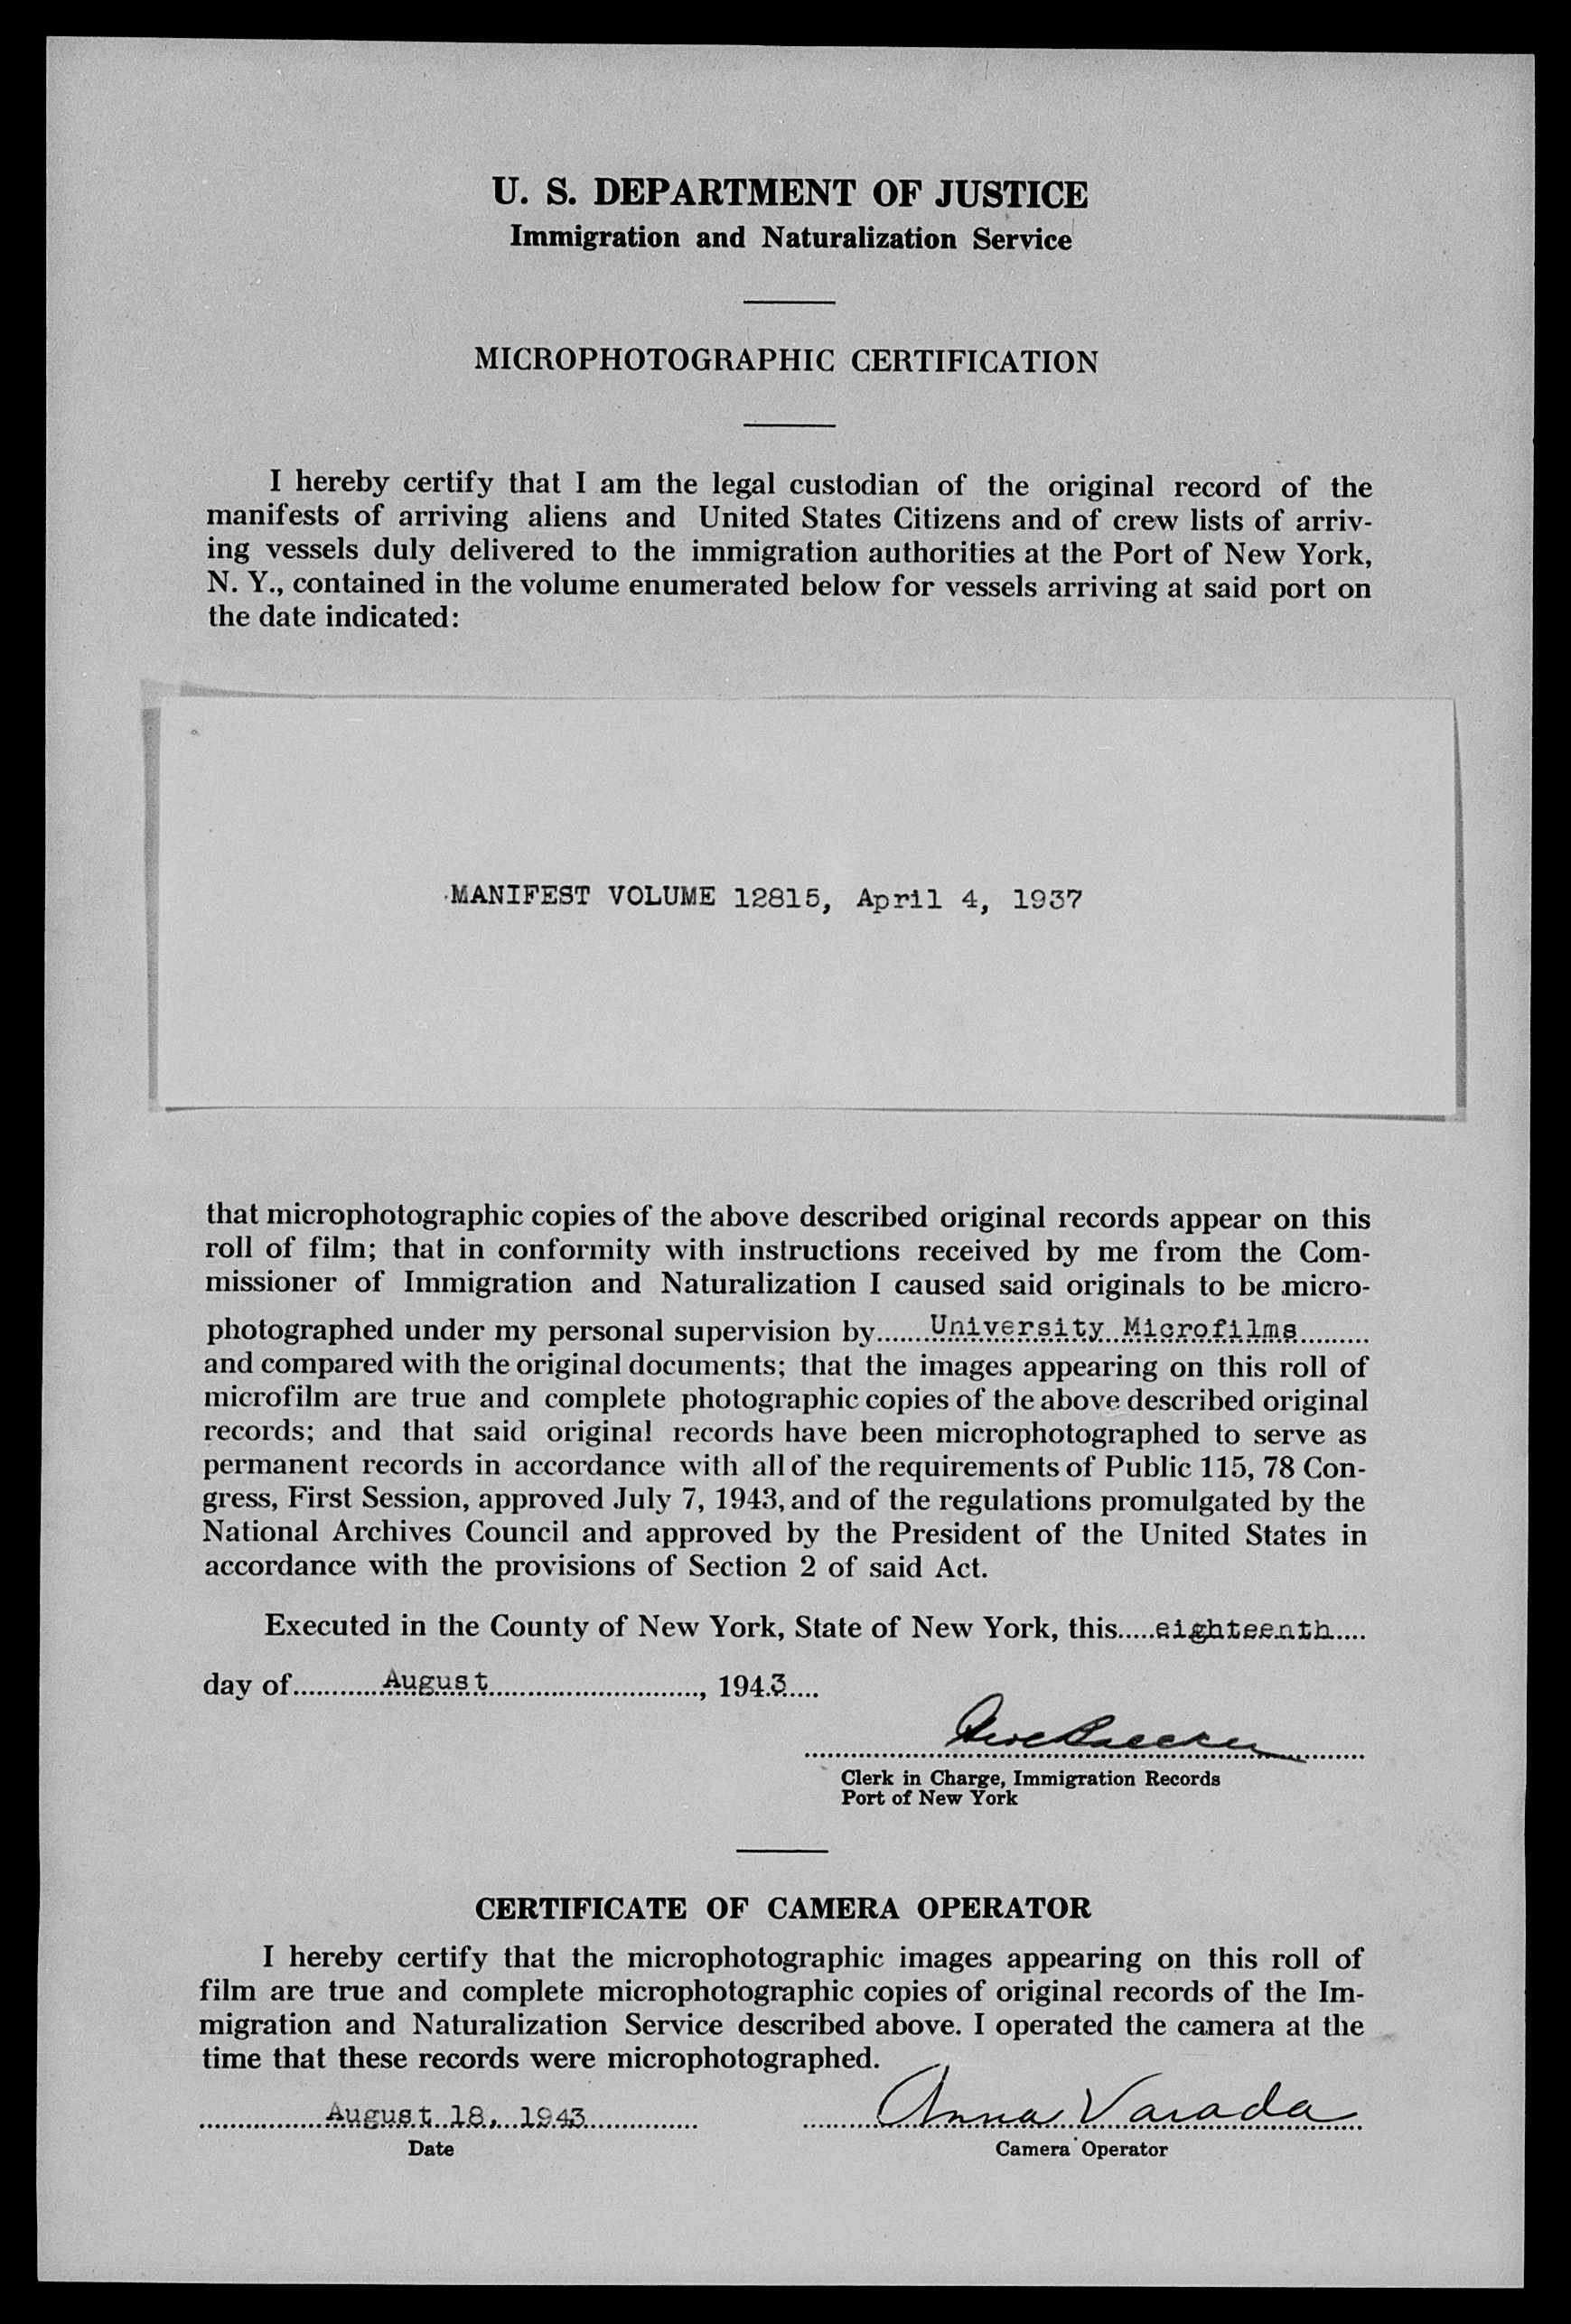 U. S. DEPARTMENT OF JUSTICE
Immigration and Naturalization Service
MICROPHOTOGRAPHIC CERTIFICATION
I hereby certify that I am the legal custodian of the original record of the
manifests of arriving aliens and United States Citizens and of crew lists of arriv-
ing vessels duly delivered to the immigration authorities at the Port of New York,
N. Y., contained in the volume enumerated below for vessels arriving at said port on
the date indicated:
MANIFEST VOLUME 12815, April 4, 1937
that microphotographic copies of the above described original records appear on this
roll of film; that in conformity with instructions received by me from the Com-
missioner of Immigration and Naturalization I caused said originals to be micro-
photographed under my personal supervision by University Microfilms
and compared with the original documents; that the images appearing on this roll of
microfilm are true and complete photographic copies of the above described original
records; and that said original records have been microphotographed to serve as
permanent records in accordance with all of the requirements of Public 115, 78 Con-
gress, First Session, approved July 7, 1943, and of the regulations promulgated by the
National Archives Council and approved by the President of the United States in
accordance with the provisions of Section 2 of said Act.
Executed in the County of New York, State of New York, this eighteenth
day of August, 1943
Clerk in Charge, Immigration Records
Port of New York
CERTIFICATE OF CAMERA OPERATOR
I hereby certify that the microphotographic images appearing on this roll of
film are true and complete microphotographic copies of original records of the Im-
migration and Naturalization Service described above. I operated the camera at the
time that these records were microphotographed.
August 18, 1943 Anna Varada
Date Camera Operator